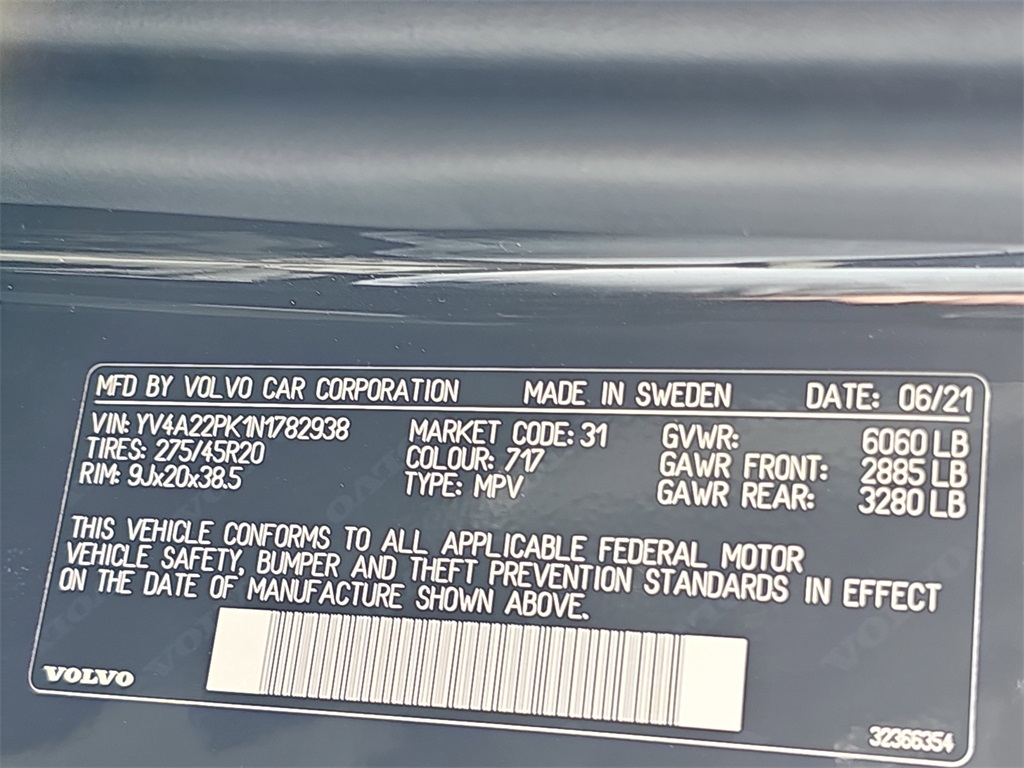 MFD BY VOLVO CAR CORPORATION MADE IN SWEDEN DATE: 06/21
VIN: YV4A22PK1N1782938 MARKET CODE: 31 GVWR: 6060 LB
TIRES: 275/45R20 COLOUR: 717 GAWR FRONT: 2885 LB
RIM: 9Jx20x38.5 TYPE: MPV GAWR REAR: 3280 LB
THIS VEHICLE CONFORMS TO ALL APPLICABLE FEDERAL MOTOR
VEHICLE SAFETY, BUMPER AND THEFT PREVENTION STANDARDS IN EFFECT
ON THE DATE OF MANUFACTURE SHOWN ABOVE.
VOLVO
32366354